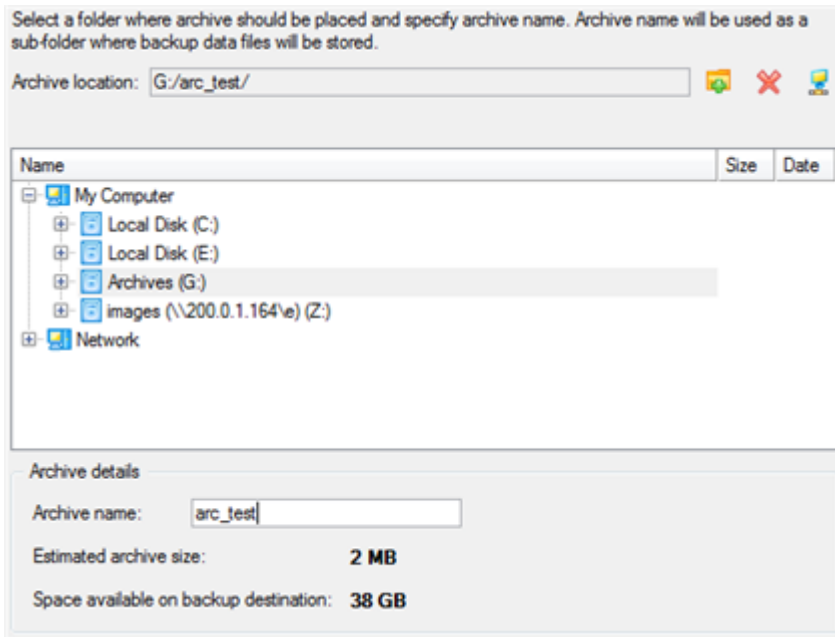 Select a folder where archive should be placed and specify archive name. Archive name will be used as a
sub-folder where backup data files will be stored.
Archive location: G:/arc_test/
Name Size Date
My Computer
Local Disk (C:)
Local Disk (E:)
Archives (G:)
images (\\200.0.1.164\e) (Z:)
Network
Archive details
Archive name: arc_test
Estimated archive size: 2 MB
Space available on backup destination: 38 GB